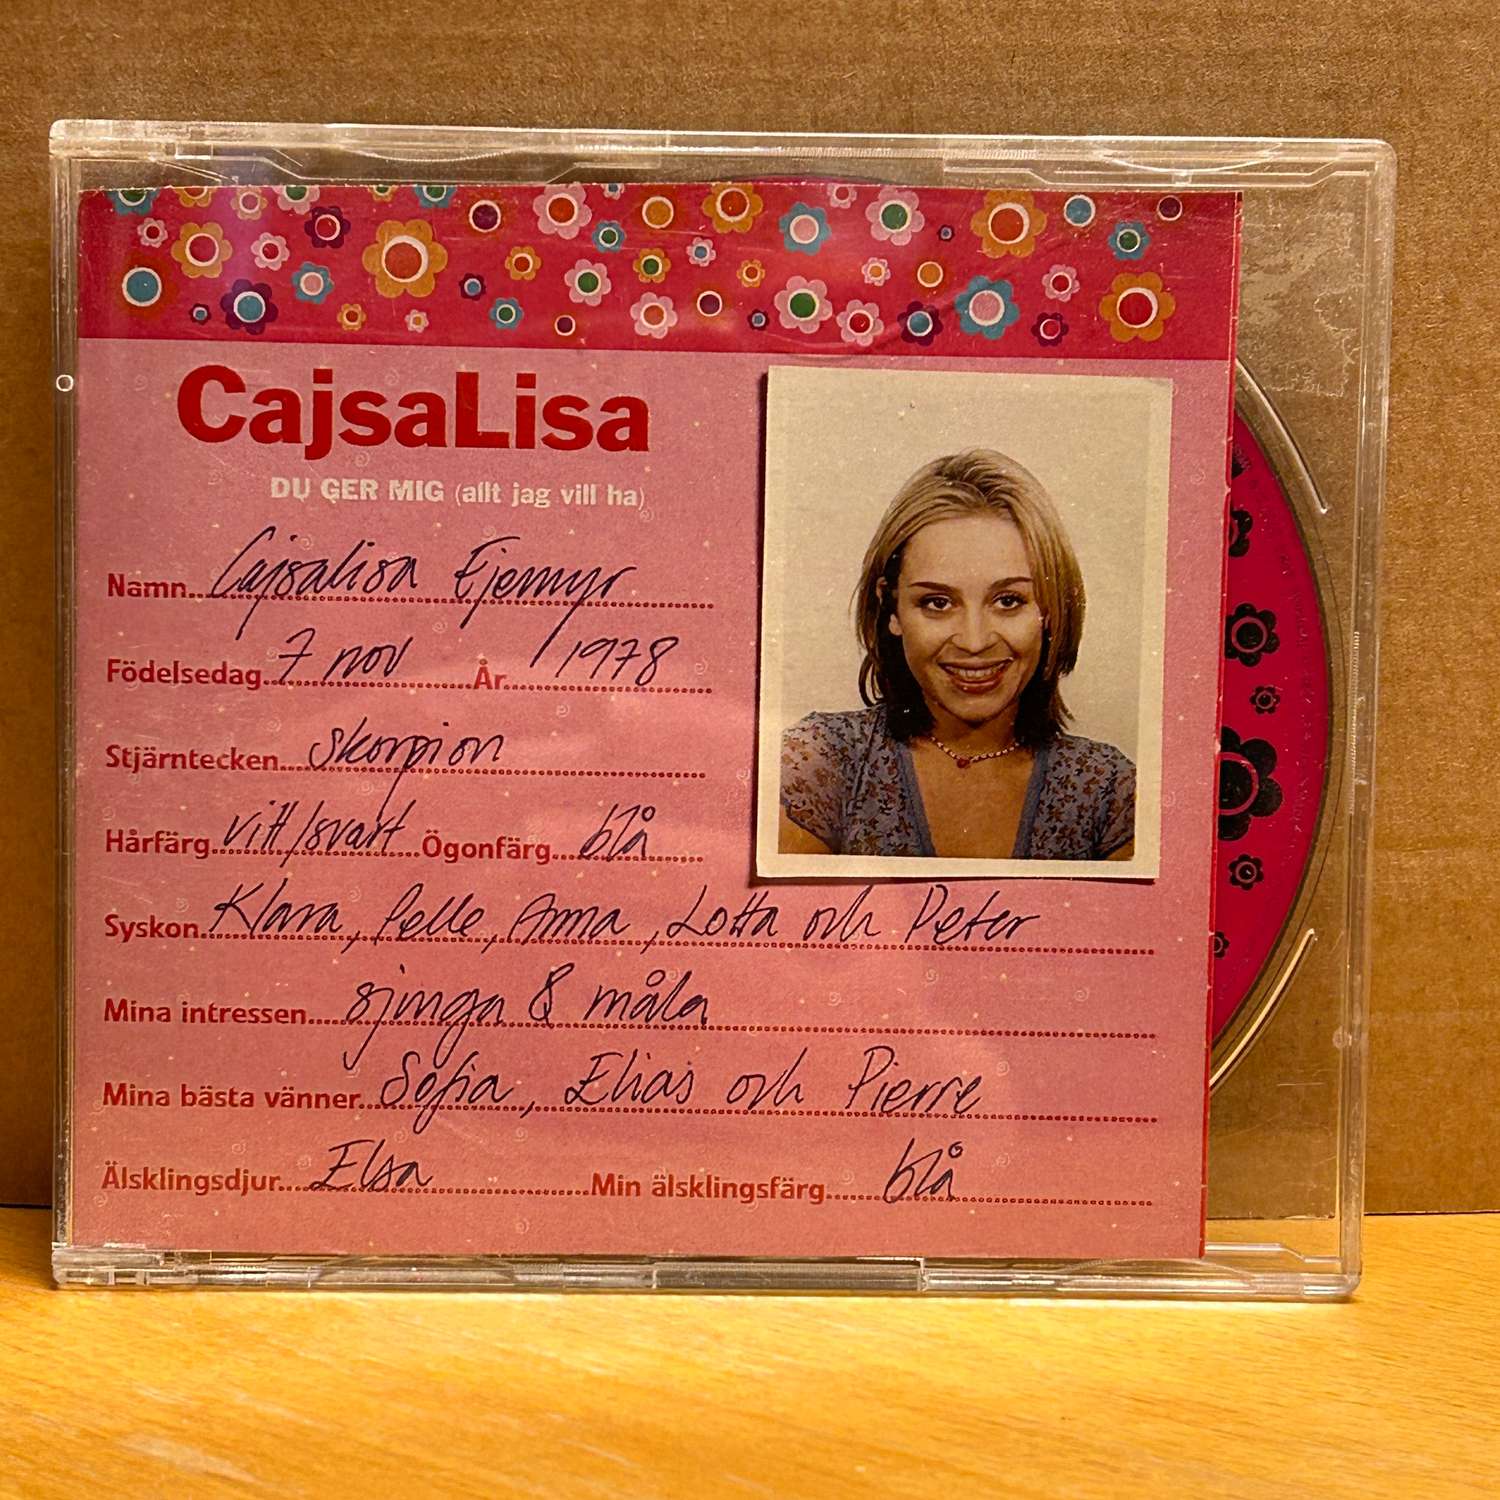 CajsaLisa
DU GER MIG (allt jag vill ha)
Namn Cajsalisa Ejemyr
Födelsedag 7 nov År 1978
Stjärntecken skorpion
Hårfärg vitt/svart Ögonfärg blå
Syskon Klara, Pelle, Anna, Lotta och Peter
Mina intressen sjunga & måla
Mina bästa vänner Sofia, Elias och Pierre
Älsklingsdjur Elsa Min älsklingsfärg blå